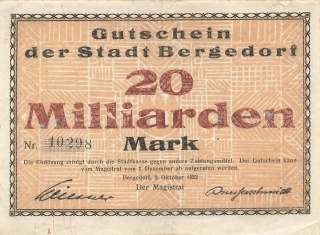 Gutschein
der Stadt Bergedorf
20
Milliarden
Mark
Nr. 10298
Die Einlösung erfolgt durch die Stadtkasse gegen andere Zahlungsmittel. Der Gutschein kann
vom Magistrat vom 1. Dezember ab aufgerufen werden.
Bergedorf, 9. Oktober 1923
Der Magistrat